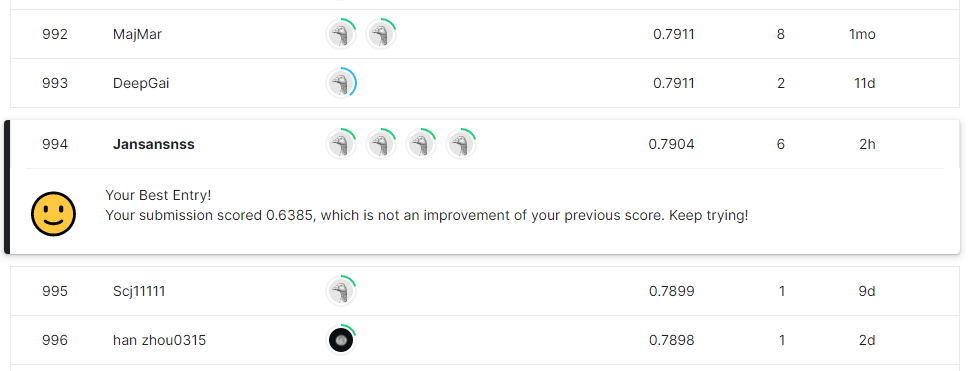 992 MajMar 0.7911 8 1mo
993 DeepGai 0.7911 2 11d
994 Jansansnss 0.7904 6 2h
Your Best Entry!
Your submission scored 0.6385, which is not an improvement of your previous score. Keep trying!
995 Scj11111 0.7899 1 9d
996 han zhou0315 0.7898 1 2d